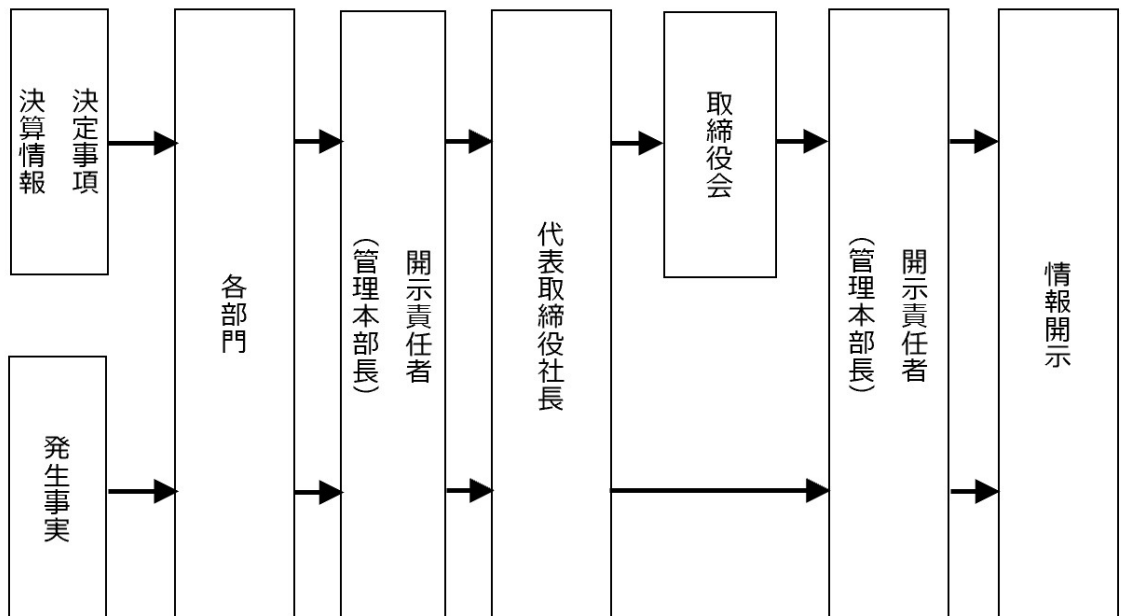 決定事項
決算情報
発生事実
各部門
開示責任者
（管理本部長）
代表取締役社長
取締役会
開示責任者
（管理本部長）
情報開示